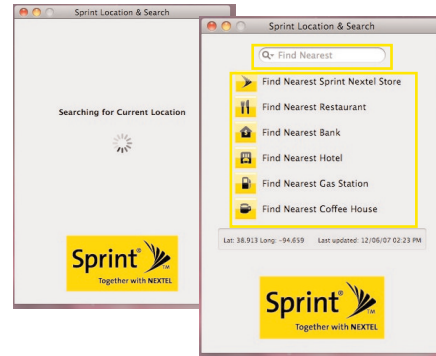 Sprint Location & Search
Searching for Current Location
Sprint
Together with NEXTEL
Sprint Location & Search
Find Nearest
Find Nearest Sprint Nextel Store
Find Nearest Restaurant
Find Nearest Bank
Find Nearest Hotel
Find Nearest Gas Station
Find Nearest Coffee House
Lat: 38.913 Long: -94.659 Last updated: 12/06/07 02:23 PM
Sprint
Together with NEXTEL